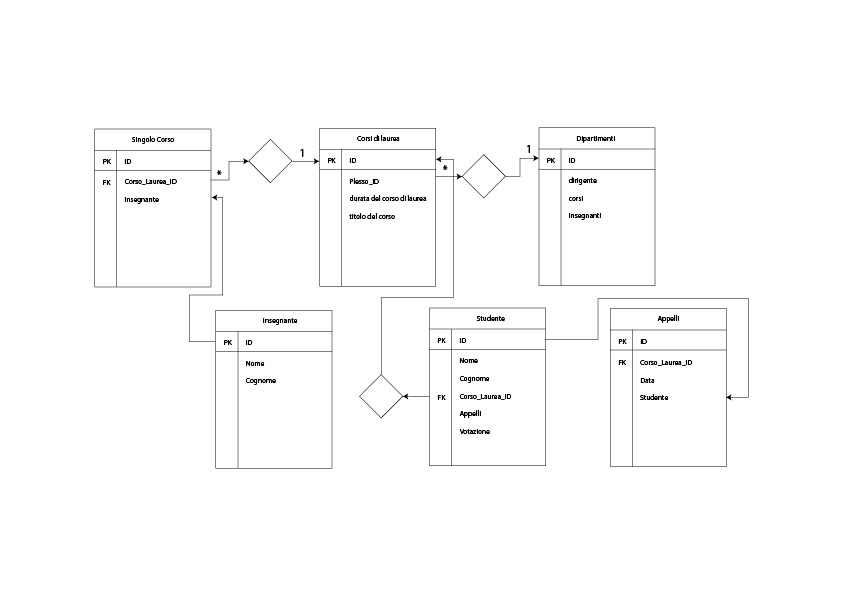 Singolo Corso
PK ID
FK Corso_Laurea_ID
Insegnante
*
1
Corsi di laurea
PK ID
Plesso_ID
durata del corso di laurea
titolo del corso
*
1
Dipartimenti
PK ID
dirigente
corsi
insegnanti
Insegnante
PK ID
Nome
Cognome
Studente
PK ID
Nome
Cognome
FK Corso_Laurea_ID
Appelli
Votazione
Appelli
PK ID
FK Corso_Laurea_ID
Data
Studente